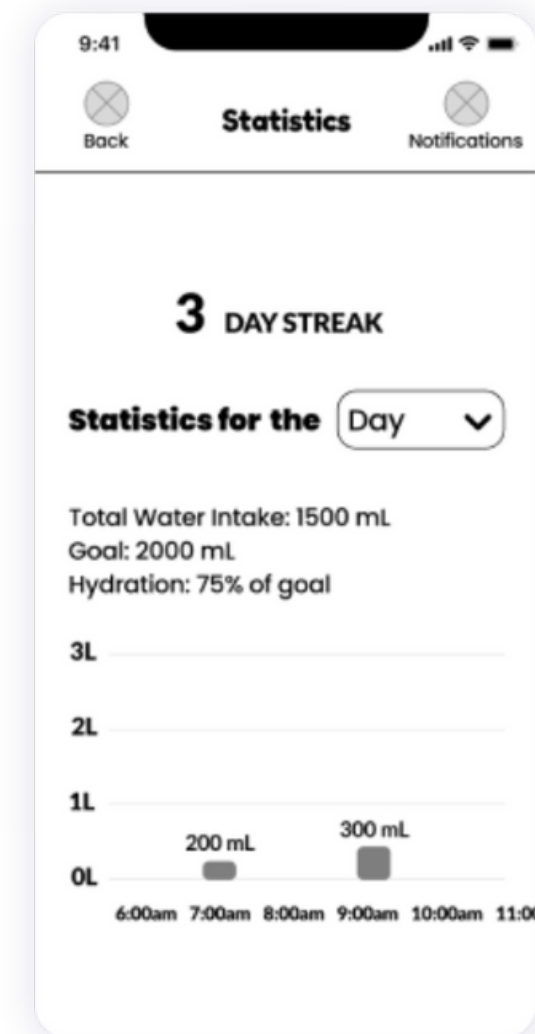 9:41
Statistics
Back
Notifications
3 DAY STREAK
Statistics for the Day
Total Water Intake: 1500 mL
Goal: 2000 mL
Hydration: 75% of goal
3L
2L
1L
200 mL
300 mL
0L
6:00am 7:00am 8:00am 9:00am 10:00am 11:00